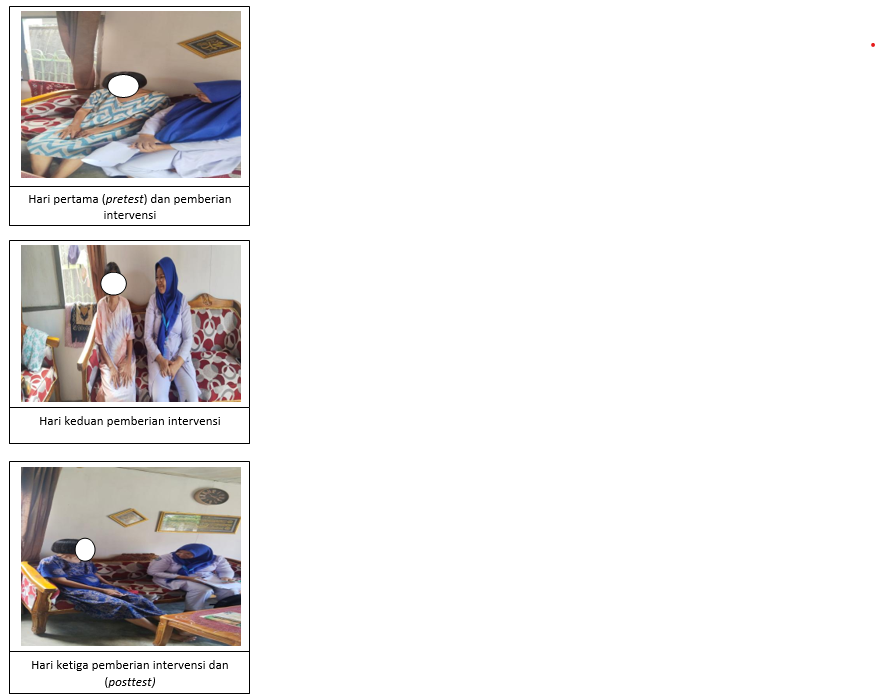 Hari pertama (pretest) dan pemberian
intervensi
Hari keduan pemberian intervensi
Hari ketiga pemberian intervensi dan
(posttest)